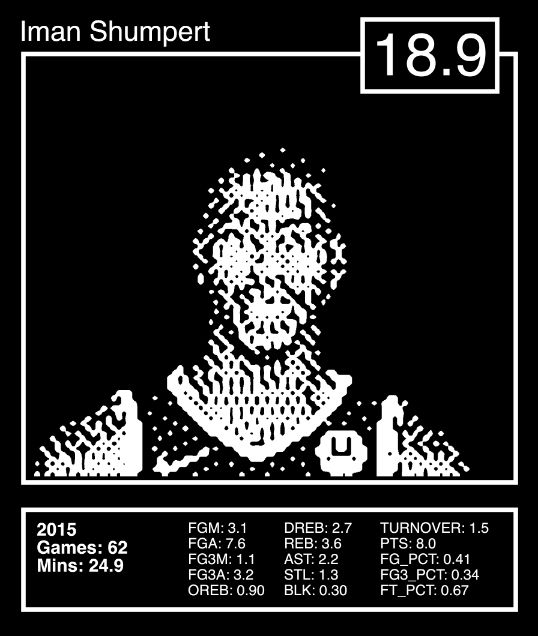 Iman Shumpert
18.9
2015
Games: 62
Mins: 24.9
FGM: 3.1
FGA: 7.6
FG3M: 1.1
FG3A: 3.2
OREB: 0.90
DREB: 2.7
REB: 3.6
AST: 2.2
STL: 1.3
BLK: 0.30
TURNOVER: 1.5
PTS: 8.0
FG_PCT: 0.41
FG3_PCT: 0.34
FT_PCT: 0.67